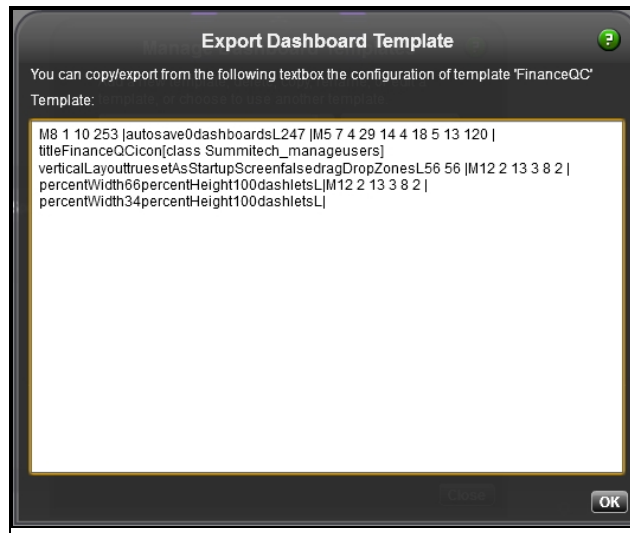 Export Dashboard Template
You can copy/export from the following textbox the configuration of template 'FinanceQC'
Template:
M8 1 10 253 |autosave0dashboardsL247 |M5 7 4 29 14 4 18 5 13 120 |
titleFinanceQCicon[class Summitech_manageusers]
verticalLayouttruesetAsStartupScreenfalsedragDropZonesL56 56 |M12 2 13 3 8 2 |
percentWidth66percentHeight100dashletsL|M12 2 13 3 8 2 |
percentWidth34percentHeight100dashletsL|
Close
OK